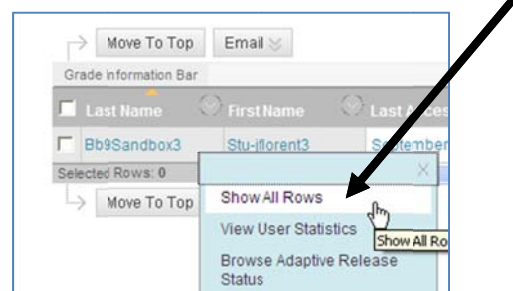 Move To Top Email
Grade Information Bar
Last Name First Name Last Acces
Bb9Sandbox3 Stu-jflorent3 September
Selected Rows: 0
Move To Top
Show All Rows
View User Statistics
Show All Ro
Browse Adaptive Release
Status